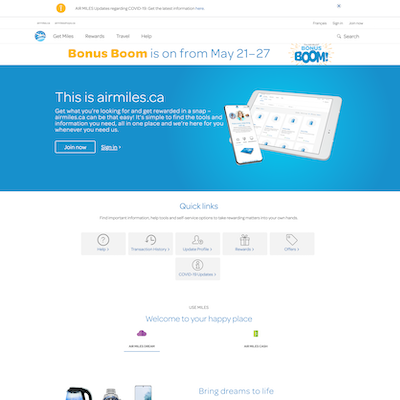 AIR MILES Updates regarding COVID-19. Get the latest information here
Français Sign in Join now
Get Miles Rewards Travel Help Search
Bonus Boom is on from May 21–27
BONUS
BOOM!
This is airmiles.ca
Get what you're looking for and get rewarded in a snap –
airmiles.ca can be that easy! It's simple to find the tools and
information you need, all in one place and we're here for you
whenever you need us.
Join now Sign in >
Quick links
Find important information, help tools and self-service options to take rewarding matters into your own hands.
Help > Transaction History > Update Profile > Rewards > Offers >
COVID-19 Updates >
USE MILES
Welcome to your happy place
AIR MILES DREAM AIR MILES CASH
Bring dreams to life